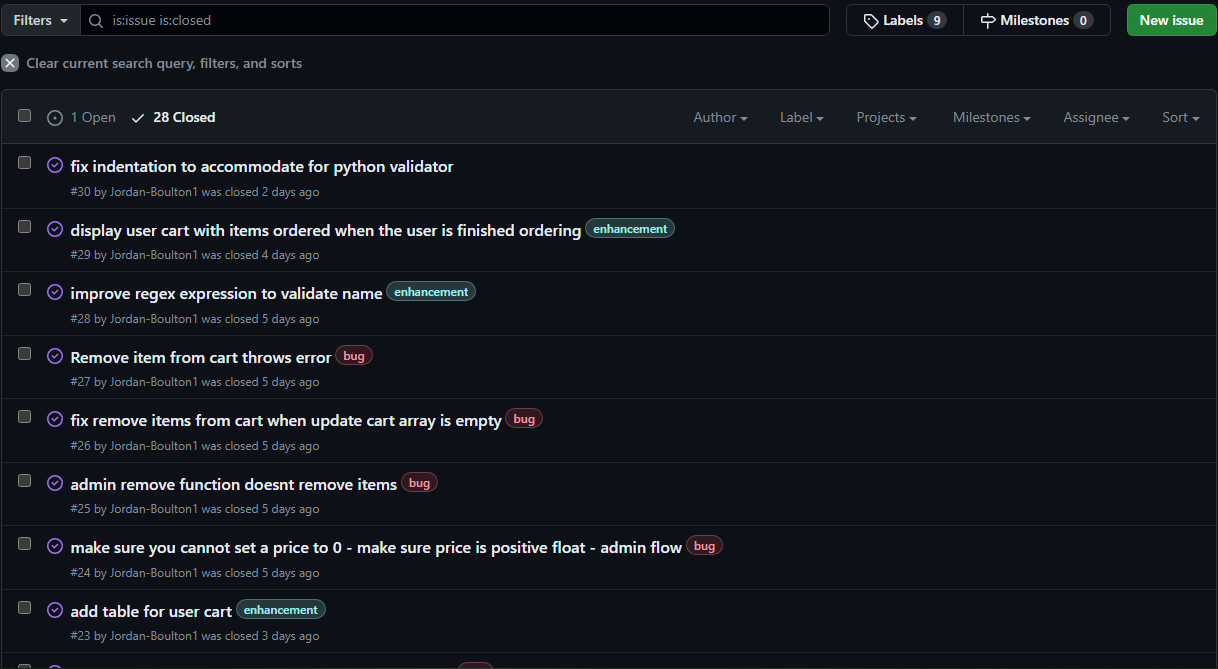 Filters is:issue is:closed Labels 9 Milestones 0 New issue
Clear current search query, filters, and sorts
1 Open 28 Closed Author Label Projects Milestones Assignee Sort
fix indentation to accommodate for python validator
#30 by Jordan-Boulton1 was closed 2 days ago
display user cart with items ordered when the user is finished ordering enhancement
#29 by Jordan-Boulton1 was closed 4 days ago
improve regex expression to validate name enhancement
#28 by Jordan-Boulton1 was closed 5 days ago
Remove item from cart throws error bug
#27 by Jordan-Boulton1 was closed 5 days ago
fix remove items from cart when update cart array is empty bug
#26 by Jordan-Boulton1 was closed 5 days ago
admin remove function doesnt remove items bug
#25 by Jordan-Boulton1 was closed 5 days ago
make sure you cannot set a price to 0 - make sure price is positive float - admin flow bug
#24 by Jordan-Boulton1 was closed 5 days ago
add table for user cart enhancement
#23 by Jordan-Boulton1 was closed 3 days ago